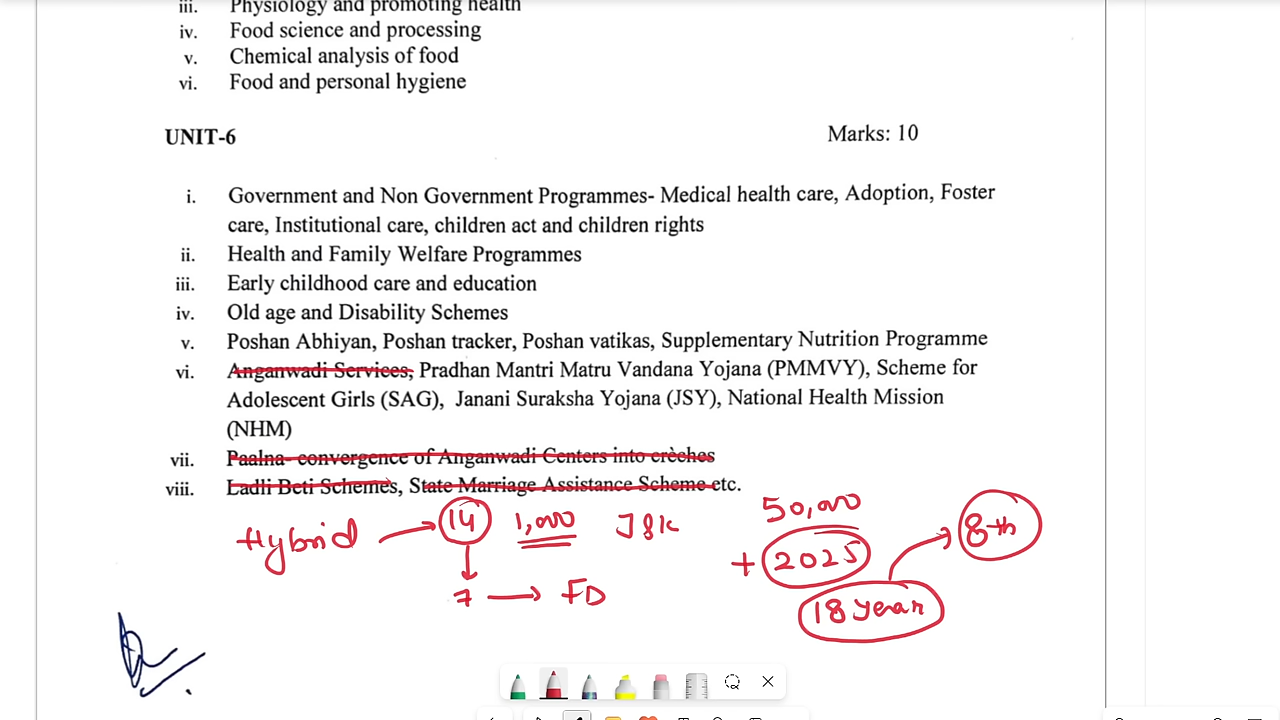 iii. Physiology and promoting health
iv. Food science and processing
v. Chemical analysis of food
vi. Food and personal hygiene
UNIT-6 Marks: 10
i. Government and Non Government Programmes- Medical health care, Adoption, Foster
care, Institutional care, children act and children rights
ii. Health and Family Welfare Programmes
iii. Early childhood care and education
iv. Old age and Disability Schemes
v. Poshan Abhiyan, Poshan tracker, Poshan vatikas, Supplementary Nutrition Programme
vi. Anganwadi Services, Pradhan Mantri Matru Vandana Yojana (PMMVY), Scheme for
Adolescent Girls (SAG), Janani Suraksha Yojana (JSY), National Health Mission
(NHM)
vii. Paalna- convergence of Anganwadi Centers into crèches
viii. Ladli Beti Schemes, State Marriage Assistance Scheme etc.
Hybrid → 14 1,000 J&K 50,000 8th
+ 2025
7 → FD 18 year